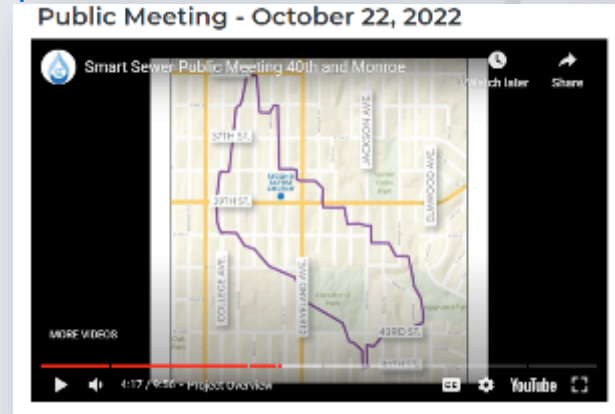 Public Meeting - October 22, 2022
Smart Sewer Public Meeting 40th and Monroe
Watch later
Share
37TH ST.
JACKSON AVE.
ELMWOOD AVE.
39TH ST.
COLLEGE AVE.
CLEVELAND AVE.
43RD ST.
MORE VIDEOS
4:17 / 9:56 • Project Overview
CC
YouTube